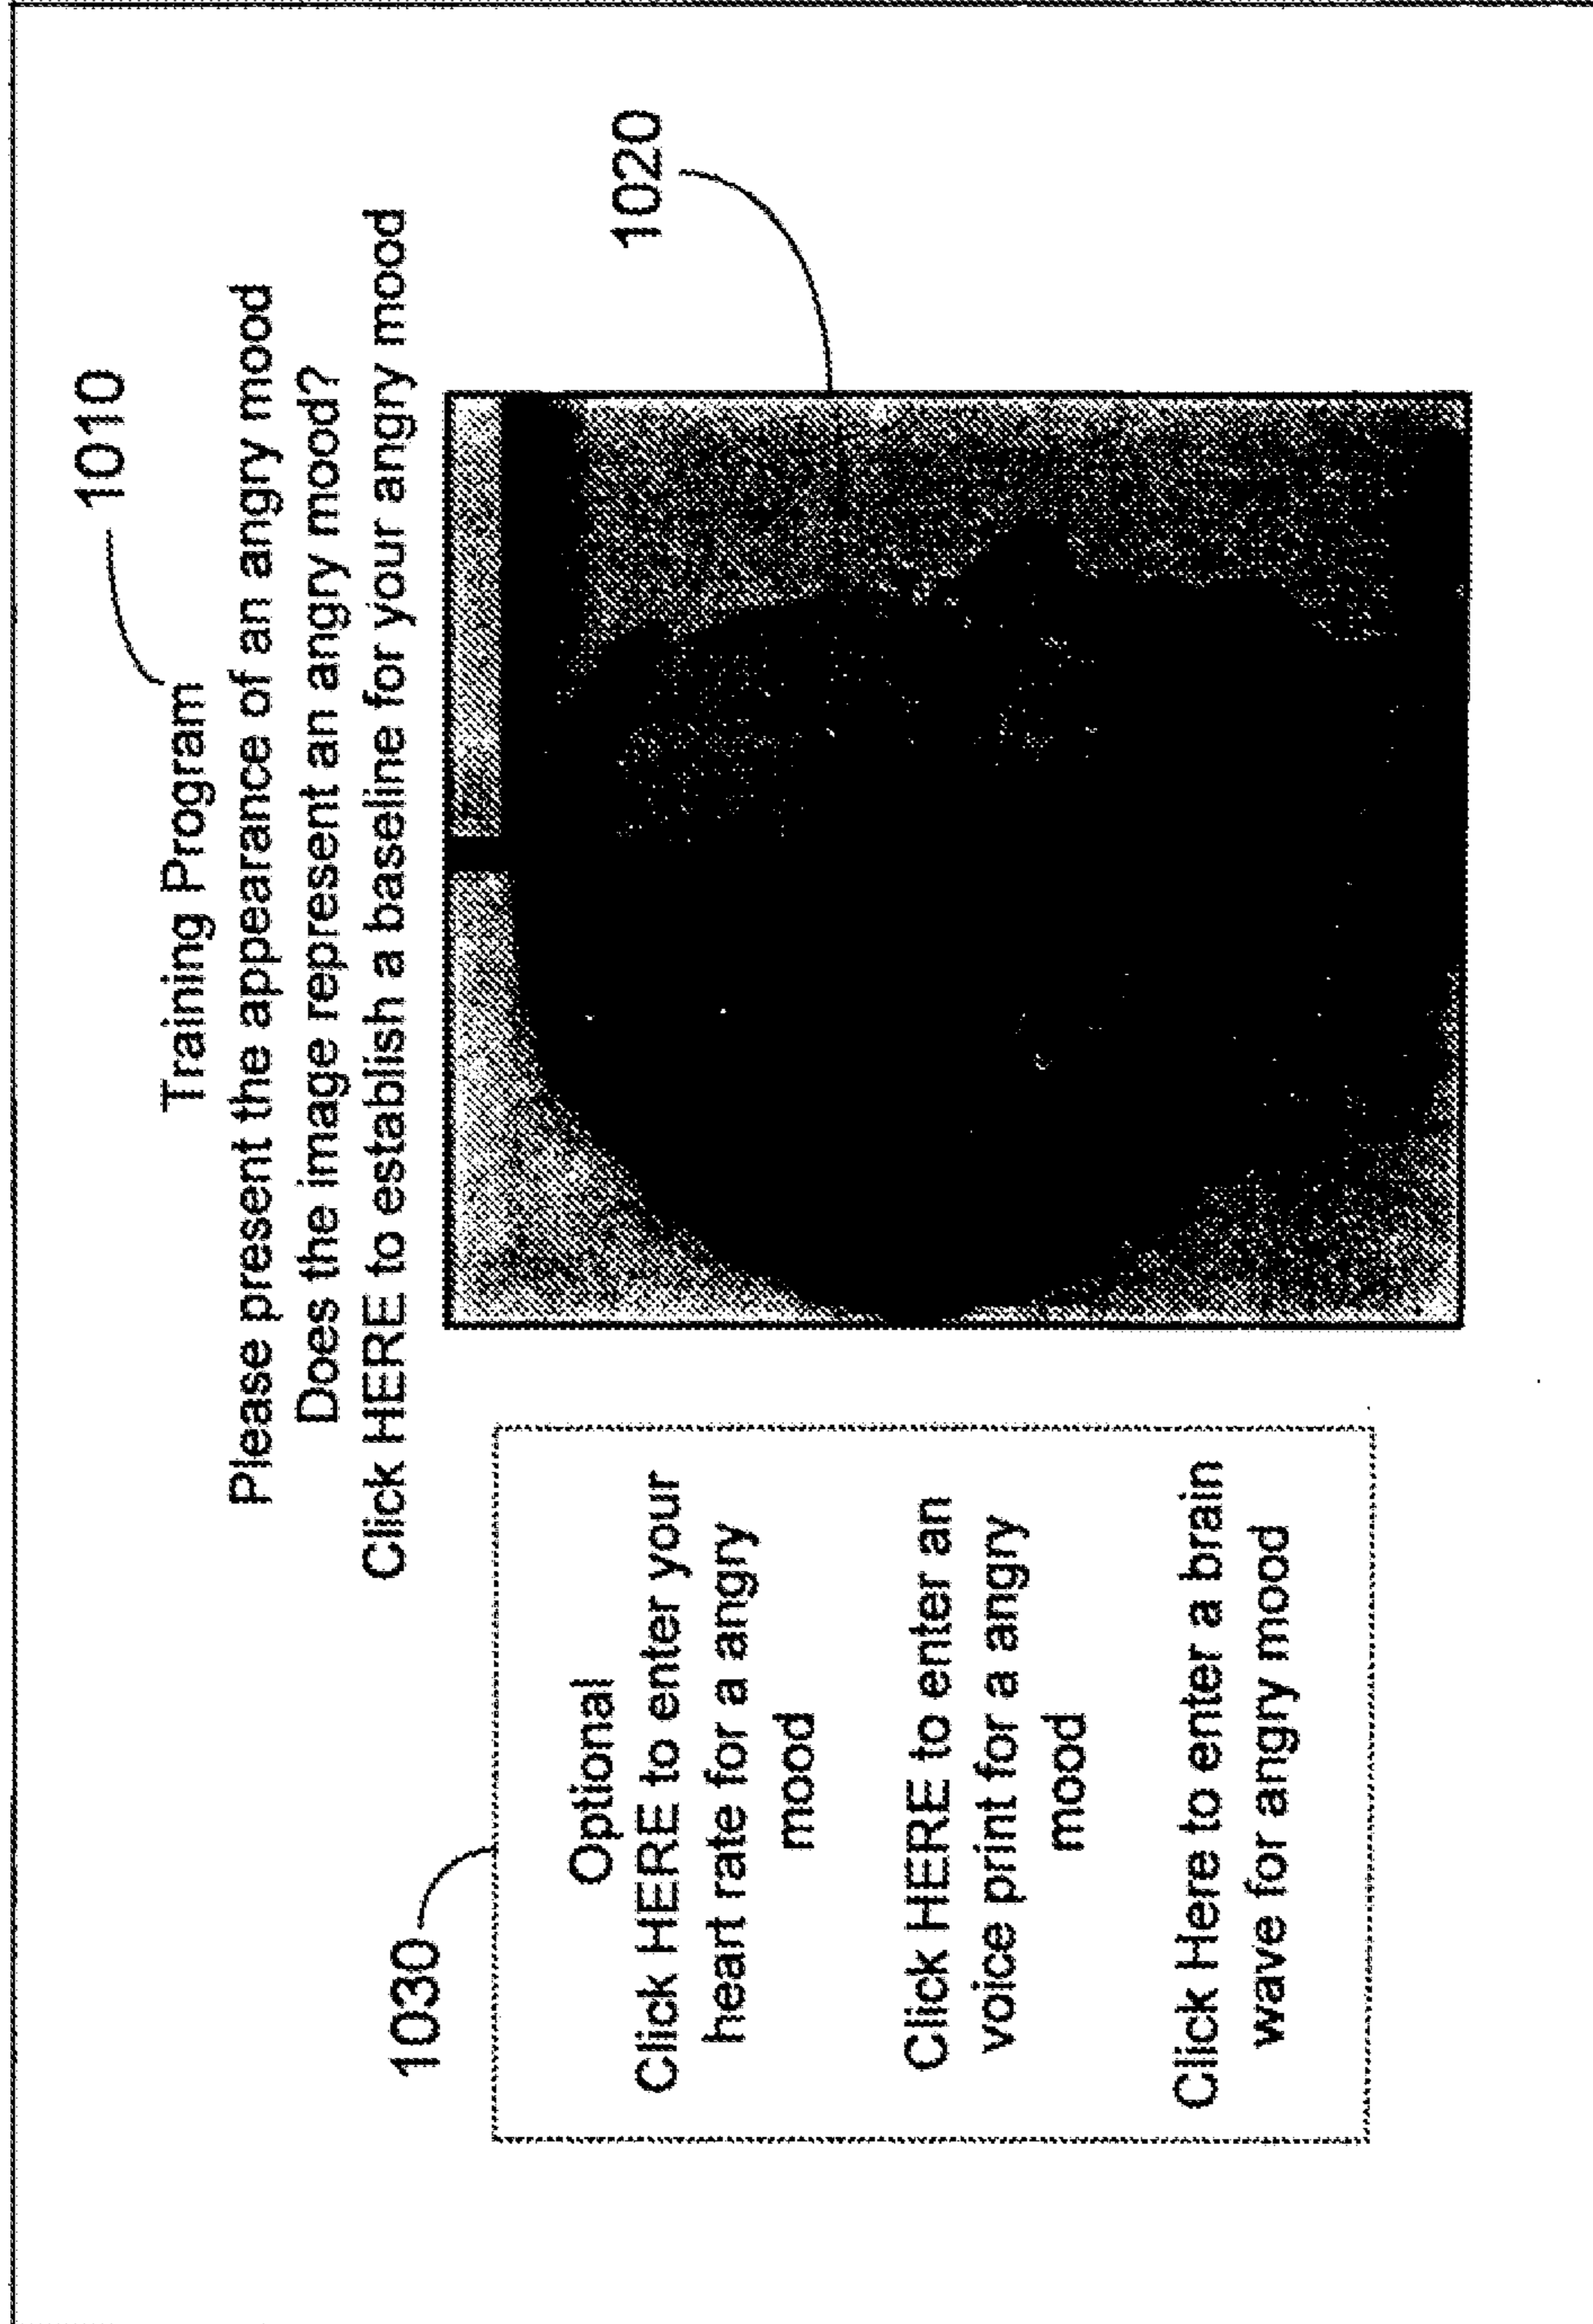 1010
Training Program
Please present the appearance of an angry mood
Does the image represent an angry mood?
Click HERE to establish a baseline for your angry mood
1030
Optional
Click HERE to enter your
heart rate for a angry
mood
Click HERE to enter an
voice print for a angry
mood
Click Here to enter a brain
wave for angry mood
1020